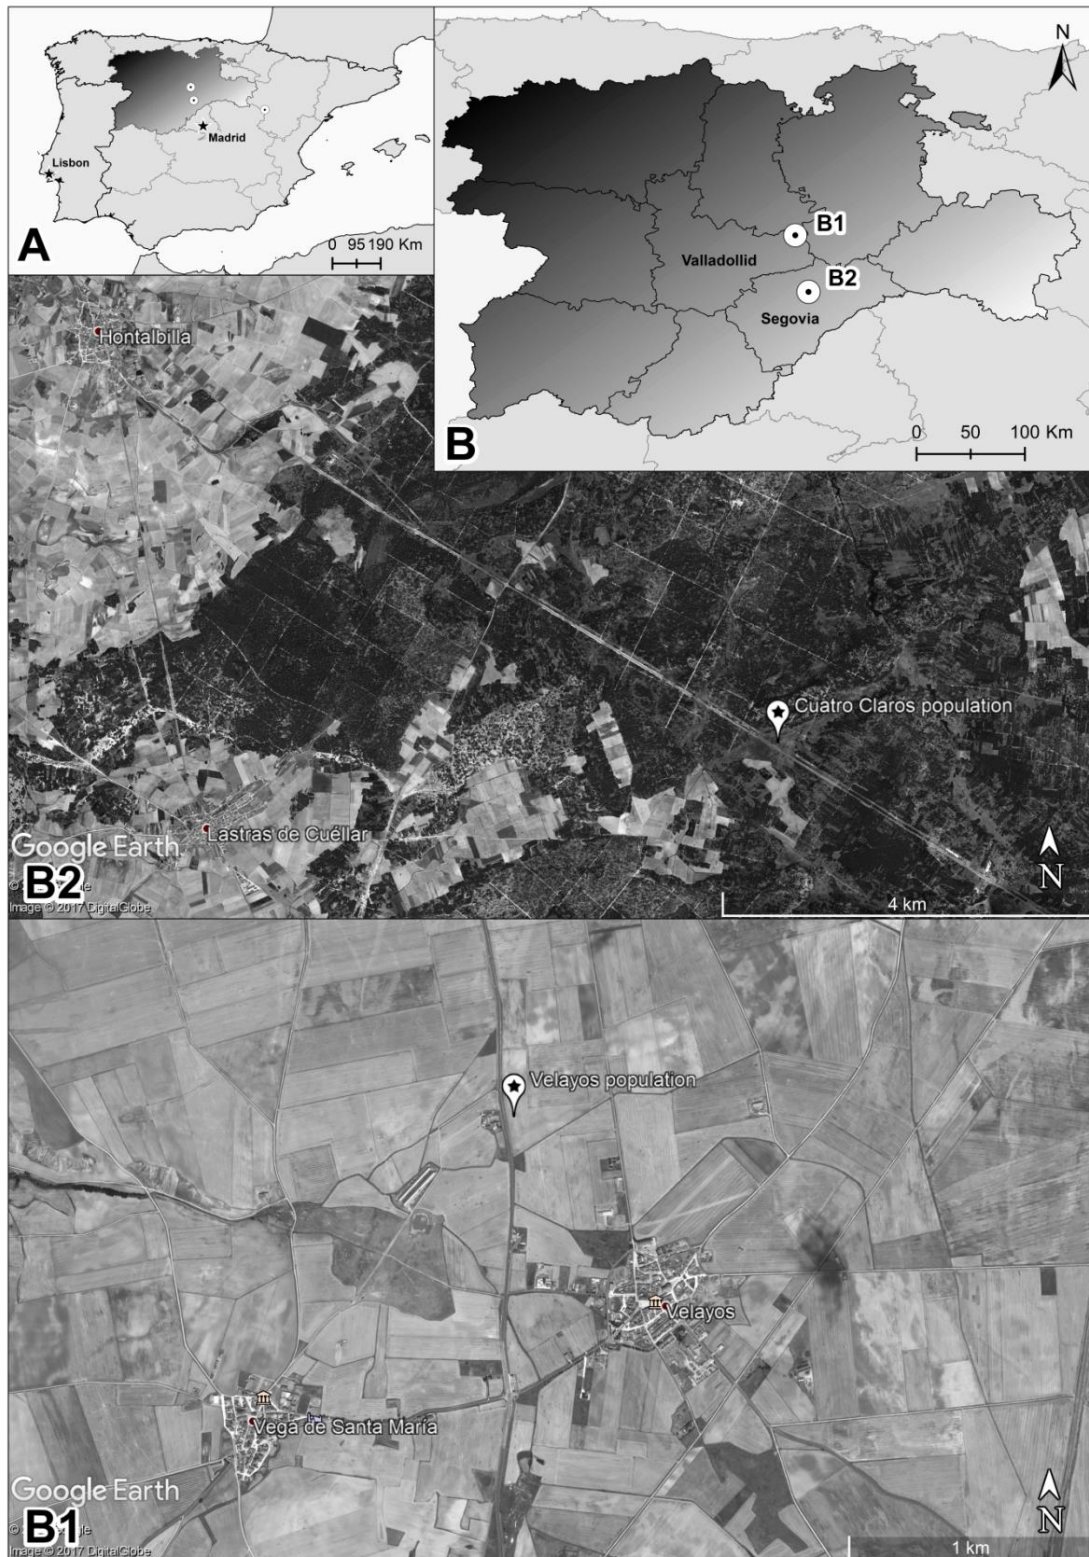 Lisbon
Madrid
0 95 190 Km
A
N
B1
Valladollid
B2
Segovia
0 50 100 Km
B
Hontalbilla
Cuatro Claros population
Lastras de Cuéllar
Google Earth
Image © 2017 DigitalGlobe
B2
4 km
N
Velayos population
Velayos
Vega de Santa María
Google Earth
Image © 2017 DigitalGlobe
B1
1 km
N